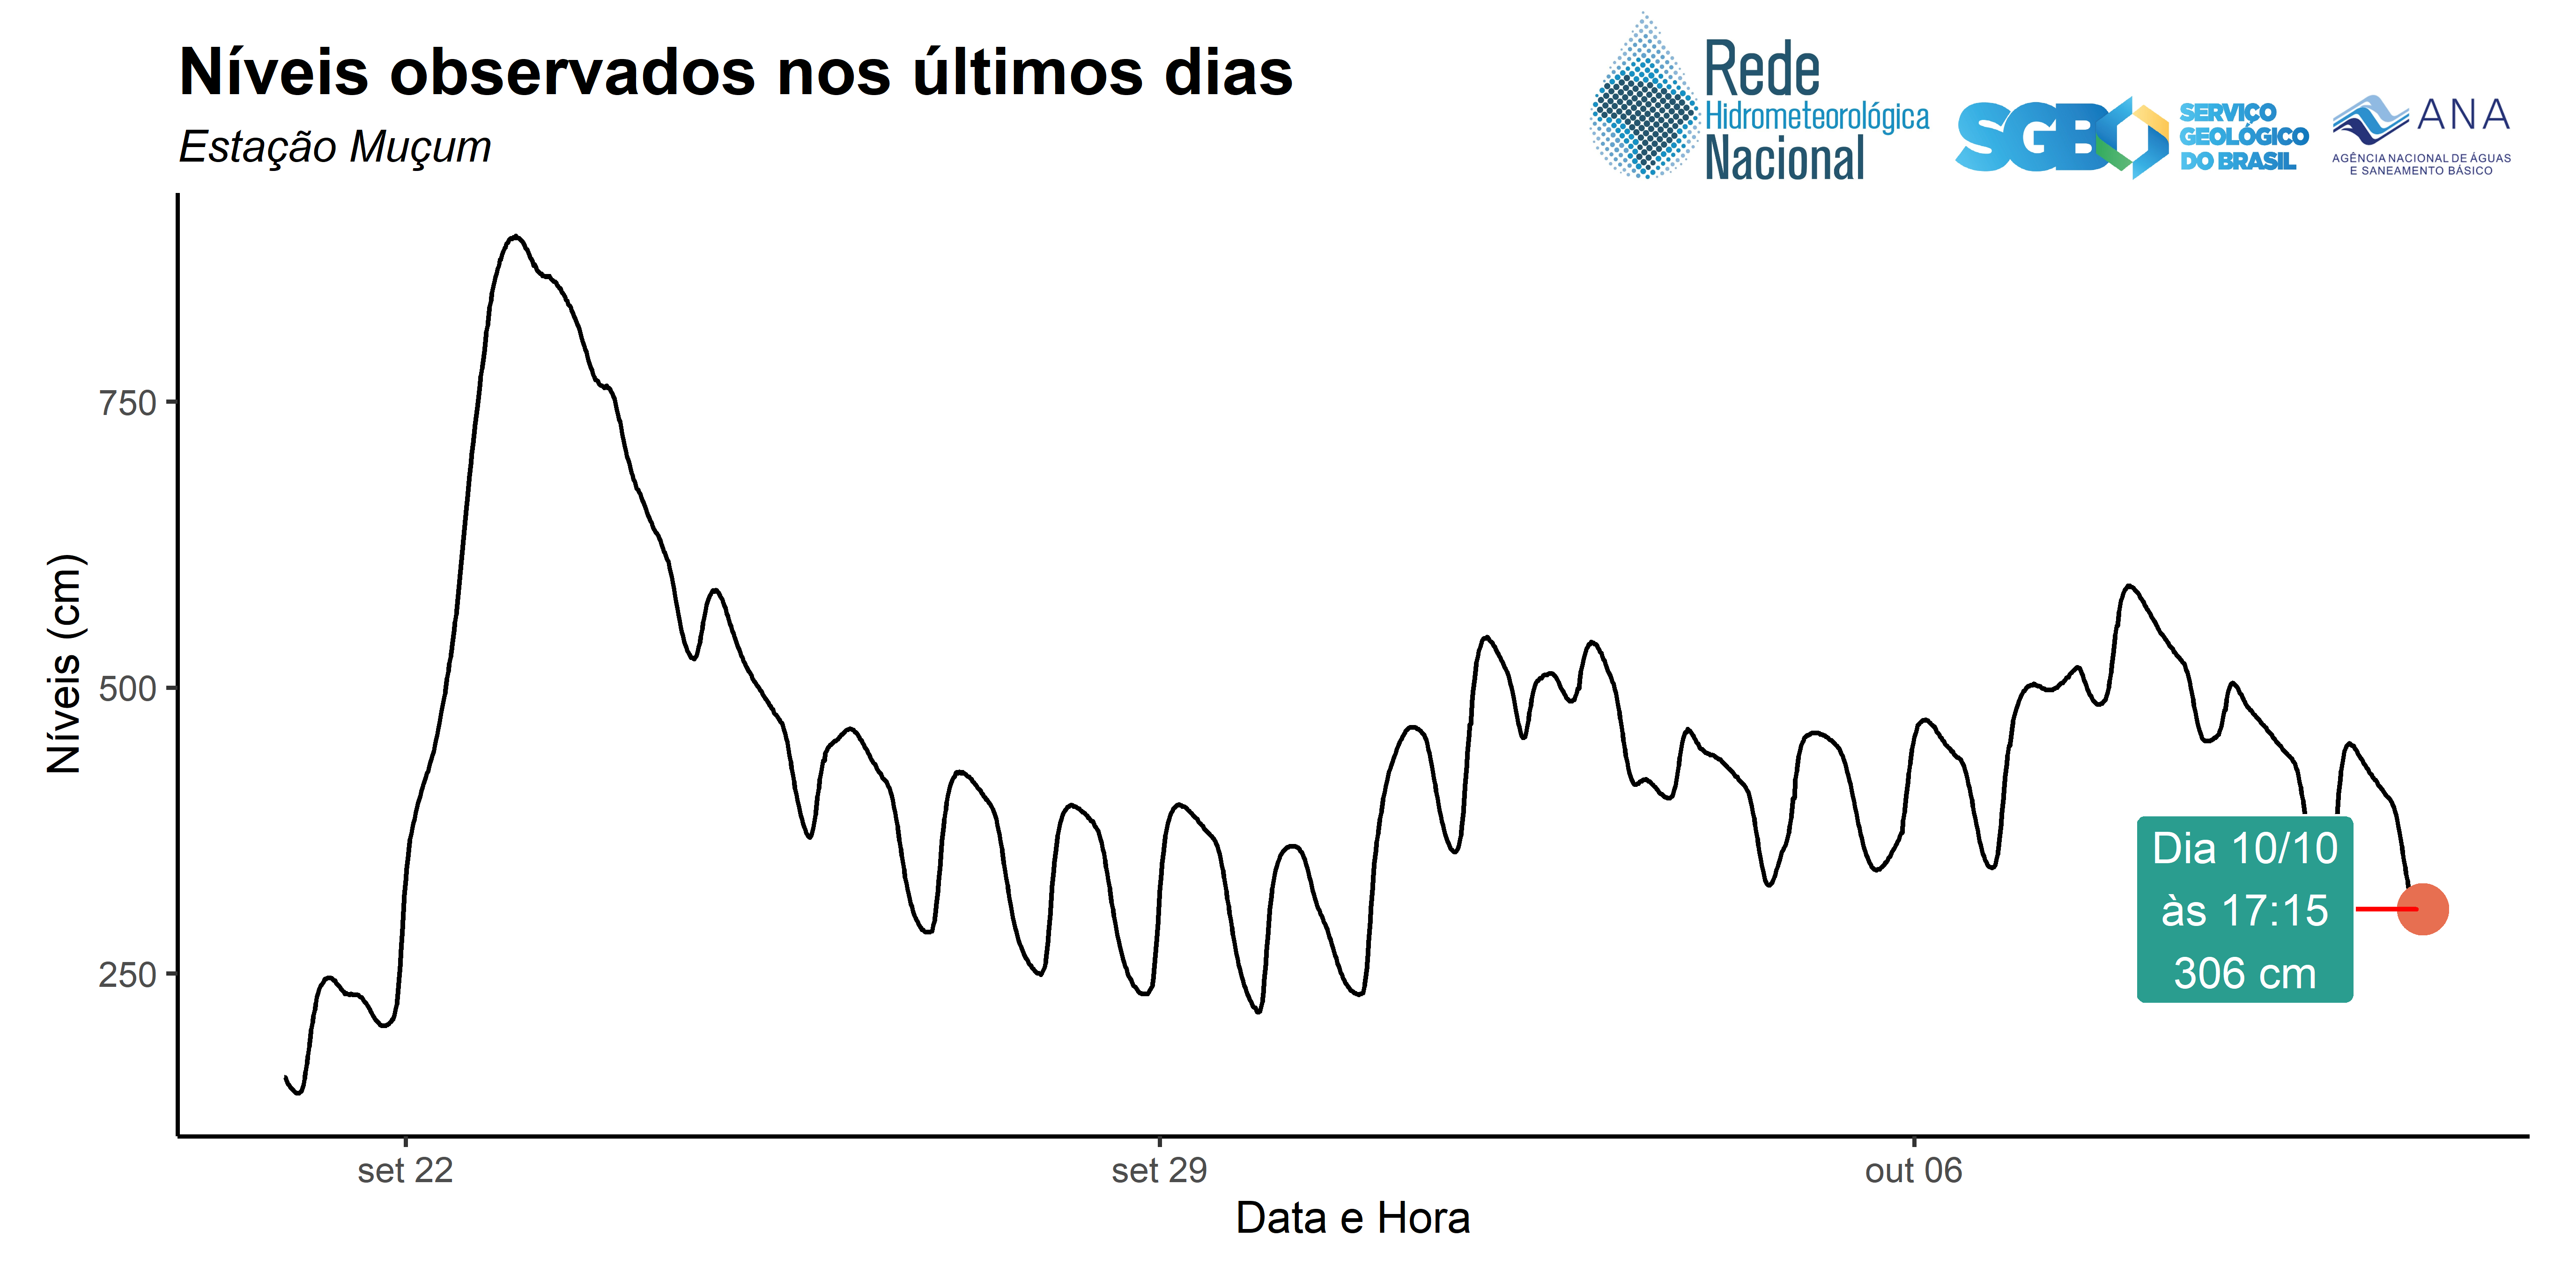 Níveis observados nos últimos dias
Estação Muçum
Rede
Hidrometeorológica
Nacional
SGB
SERVIÇO
GEOLÓGICO
DO BRASIL
ANA
AGÊNCIA NACIONAL DE ÁGUAS
E SANEAMENTO BÁSICO
Níveis (cm)
750
500
250
Dia 10/10
às 17:15
306 cm
set 22
set 29
out 06
Data e Hora